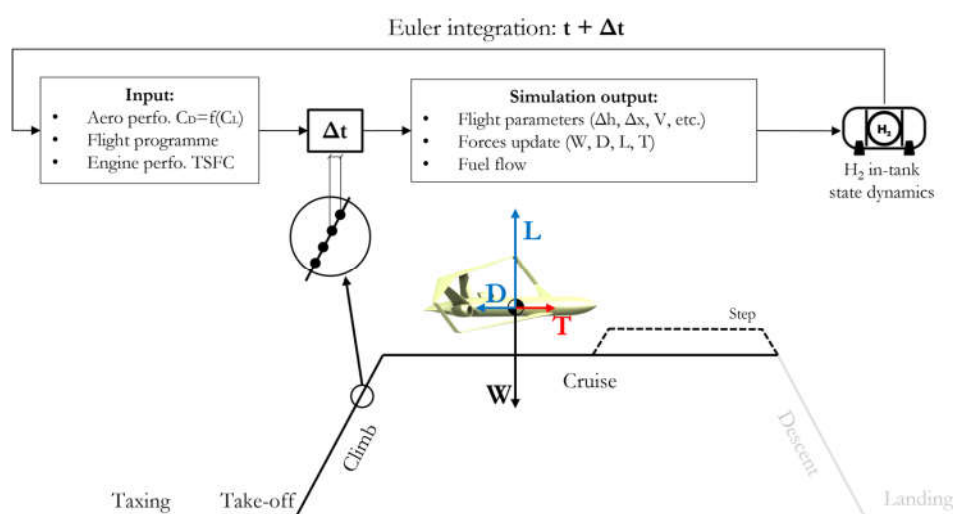 Euler integration: t + Δt
Input:
• Aero perfo. CD=f(CL)
• Flight programme
• Engine perfo. TSFC
Δt
Simulation output:
• Flight parameters (Δh, Δx, V, etc.)
• Forces update (W, D, L, T)
• Fuel flow
H2
H2 in-tank
state dynamics
L
D
T
W
Step
Cruise
Climb
Descent
Taxing
Take-off
Landing